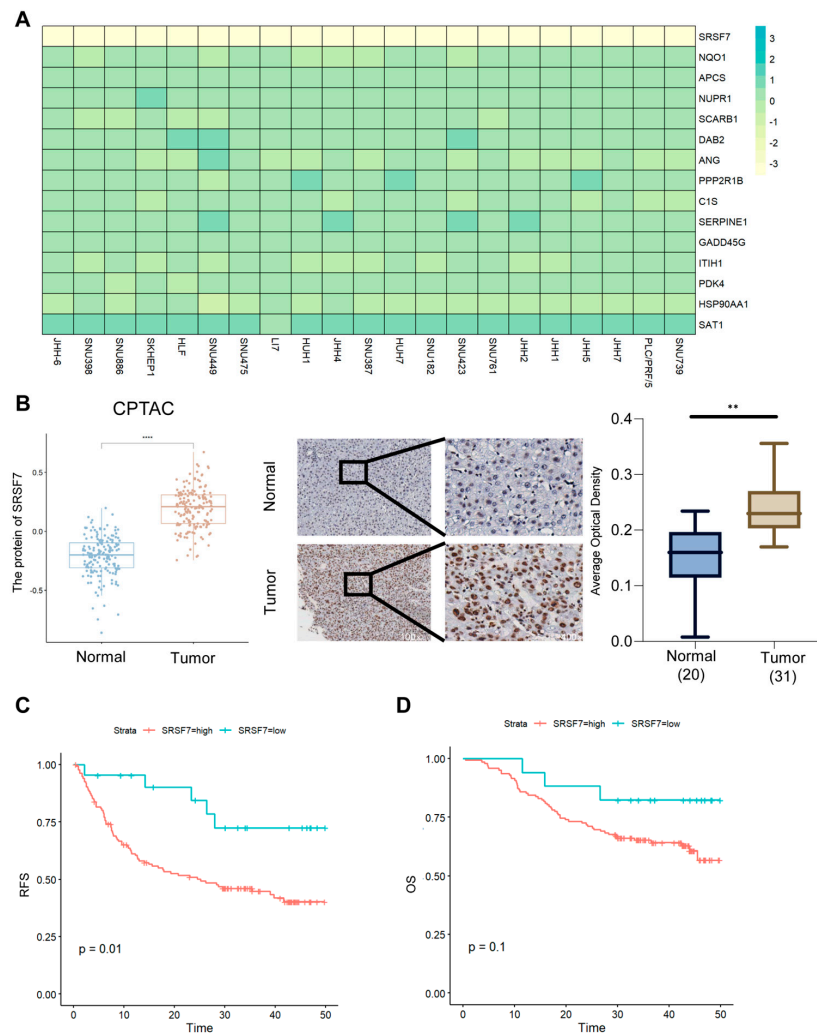 A
SRSF7
NQO1
APCS
NUPR1
SCARB1
DAB2
ANG
PPP2R1B
C1S
SERPINE1
GADD45G
ITIH1
PDK4
HSP90AA1
SAT1
3
2
1
0
-1
-2
-3
JHH-6
SNU398
SNU886
SKHEP1
HLF
SNU449
SNU475
LI7
HUH1
JHH4
SNU387
HUH7
SNU182
SNU423
SNU761
JHH2
JHH1
JHH5
JHH7
PLC/PRF/5
SNU739
B
CPTAC
****
The protein of SRSF7
0.5
0.0
-0.5
Normal
Tumor
Normal
Tumor
**
Average Optical Density
0.4
0.3
0.2
0.1
0.0
Normal
(20)
Tumor
(31)
C
Strata SRSF7=high SRSF7=low
RFS
1.00
0.75
0.50
0.25
0.00
p = 0.01
0 10 20 30 40 50
Time
D
Strata SRSF7=high SRSF7=low
OS
1.00
0.75
0.50
0.25
0.00
p = 0.1
0 10 20 30 40 50
Time